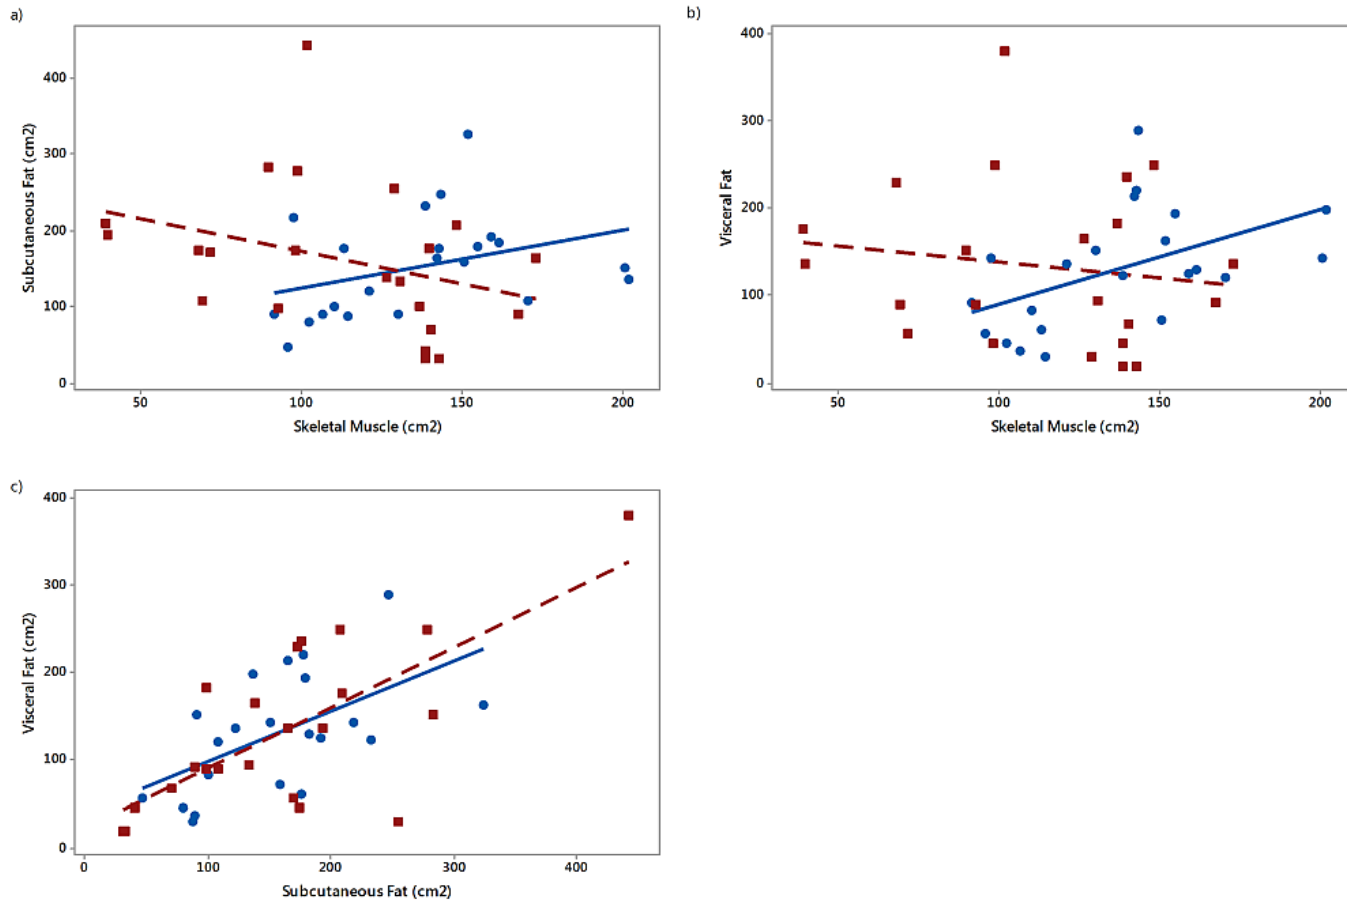 a)
Subcutaneous Fat (cm2)
400
300
200
100
0
50 100 150 200
Skeletal Muscle (cm2)
b)
Visceral Fat
400
300
200
100
0
50 100 150 200
Skeletal Muscle (cm2)
c)
Visceral Fat (cm2)
400
300
200
100
0
0 100 200 300 400
Subcutaneous Fat (cm2)